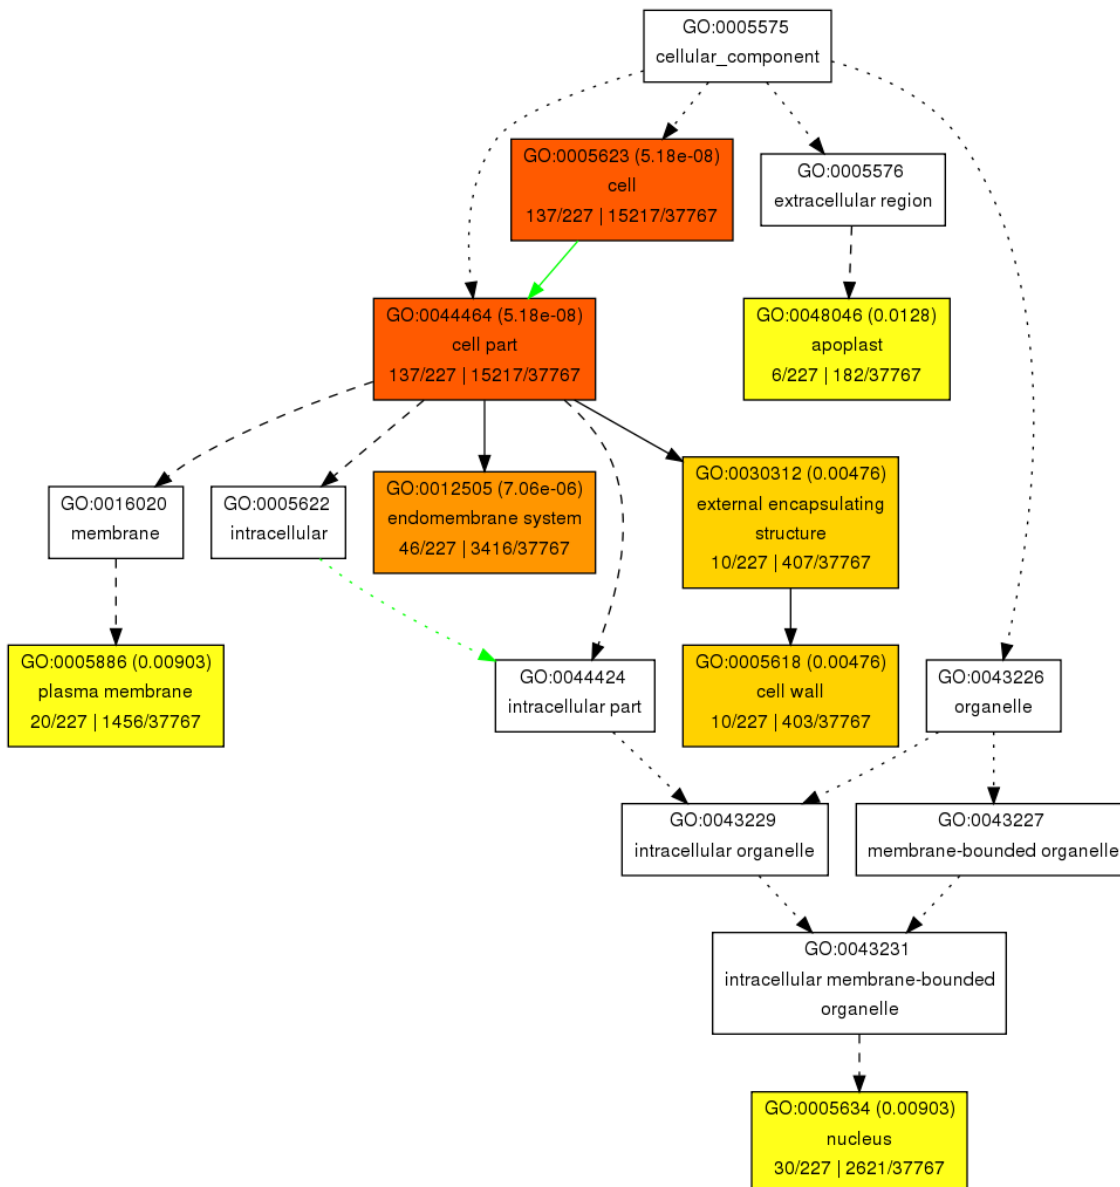 GO:0005575
cellular_component
GO:0005623 (5.18e-08)
cell
137/227 | 15217/37767
GO:0005576
extracellular region
GO:0044464 (5.18e-08)
cell part
137/227 | 15217/37767
GO:0048046 (0.0128)
apoplast
6/227 | 182/37767
GO:0016020
membrane
GO:0005622
intracellular
GO:0012505 (7.06e-06)
endomembrane system
46/227 | 3416/37767
GO:0030312 (0.00476)
external encapsulating
structure
10/227 | 407/37767
GO:0005886 (0.00903)
plasma membrane
20/227 | 1456/37767
GO:0044424
intracellular part
GO:0005618 (0.00476)
cell wall
10/227 | 403/37767
GO:0043226
organelle
GO:0043229
intracellular organelle
GO:0043227
membrane-bounded organelle
GO:0043231
intracellular membrane-bounded
organelle
GO:0005634 (0.00903)
nucleus
30/227 | 2621/37767